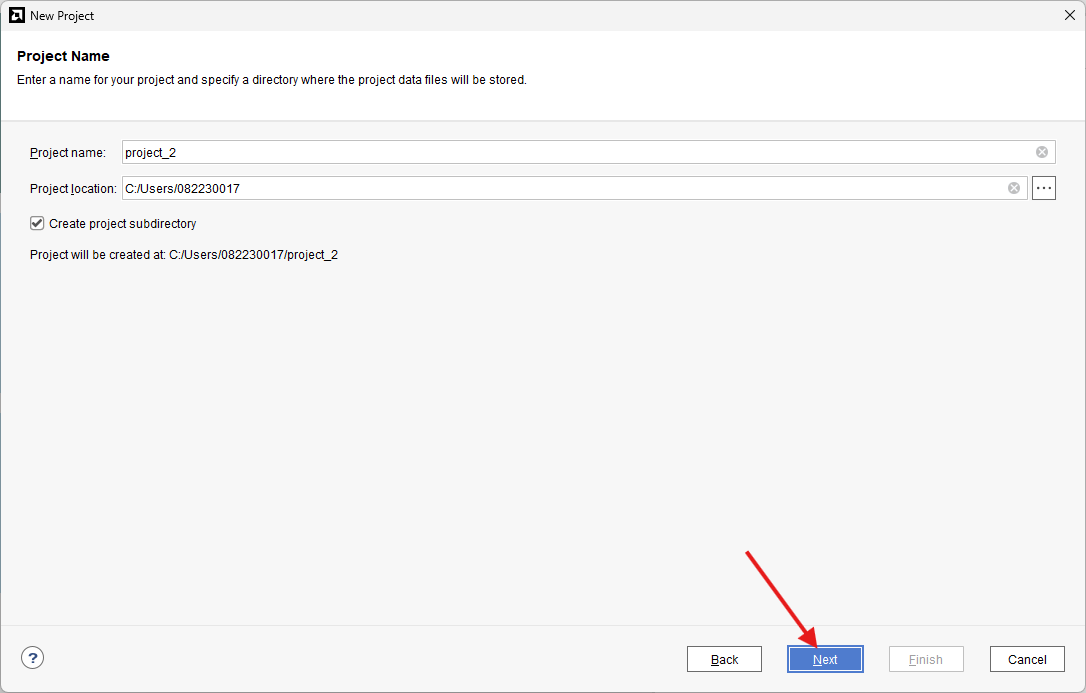 New Project
Project Name
Enter a name for your project and specify a directory where the project data files will be stored.
Project name: project_2
Project location: C:/Users/082230017 ...
Create project subdirectory
Project will be created at: C:/Users/082230017/project_2
? Back Next Finish Cancel